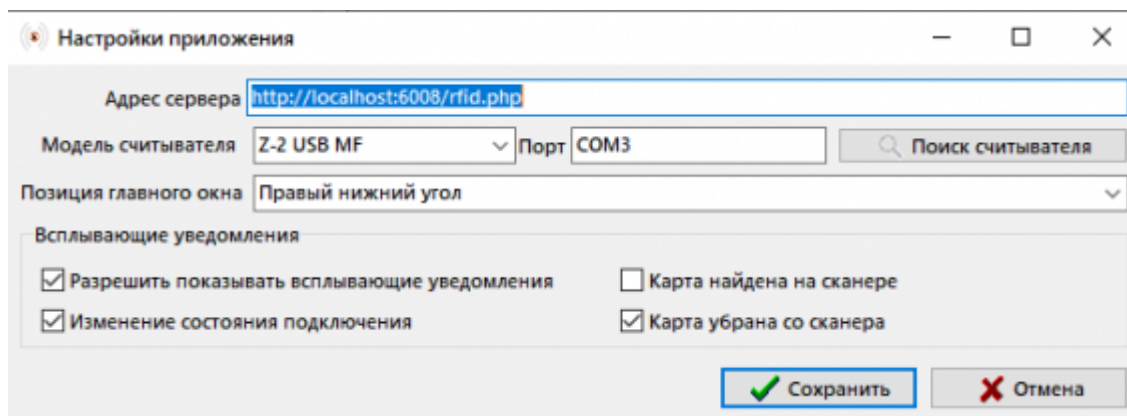 Настройки приложения
Адрес сервера http://localhost:6008/rfid.php
Модель считывателя Z-2 USB MF Порт COM3 Поиск считывателя
Позиция главного окна Правый нижний угол
Всплывающие уведомления
Разрешить показывать всплывающие уведомления Карта найдена на сканере
Изменение состояния подключения Карта убрана со сканера
Сохранить Отмена